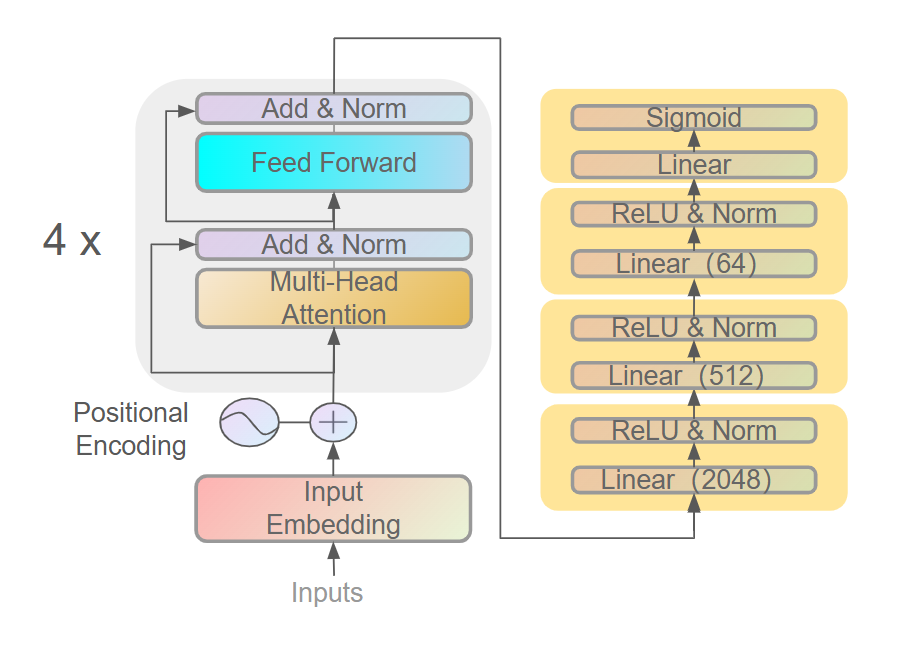 4 x
Add & Norm
Feed Forward
Add & Norm
Multi-Head
Attention
Positional
Encoding
Input
Embedding
Inputs
Sigmoid
Linear
ReLU & Norm
Linear（64）
ReLU & Norm
Linear（512）
ReLU & Norm
Linear（2048）